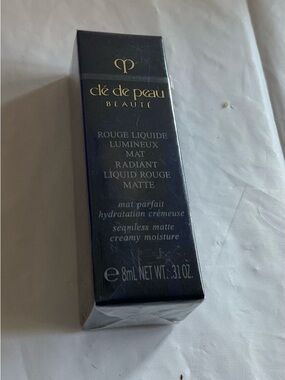 clé de peau
BEAUTÉ
ROUGE LIQUIDE
LUMINEUX
MAT
RADIANT
LIQUID ROUGE
MATTE
mat parfait
hydratation crémeuse
seamless matte
creamy moisture
℮ 8mL NET WT. .31 OZ.